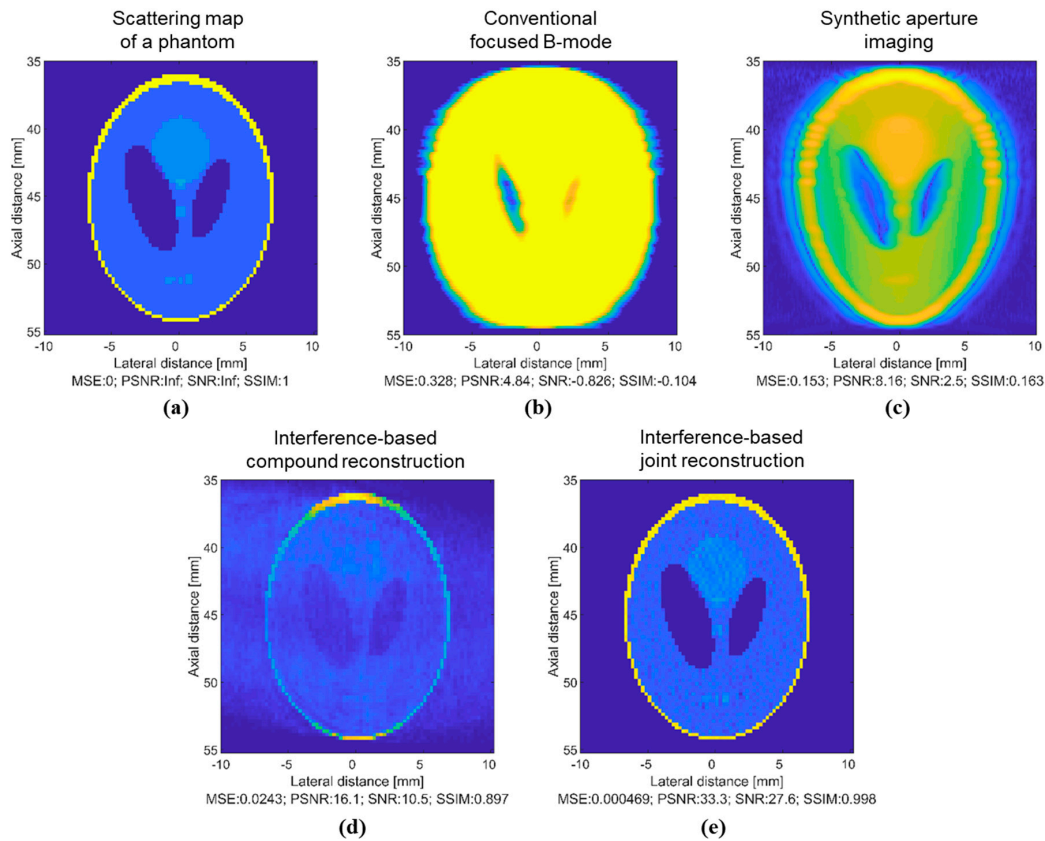 Scattering map
of a phantom
35
40
45
50
55
Axial distance [mm]
-10
-5
0
5
10
Lateral distance [mm]
MSE:0; PSNR:Inf; SNR:Inf; SSIM:1
(a)
Conventional
focused B-mode
35
40
45
50
55
Axial distance [mm]
-10
-5
0
5
10
Lateral distance [mm]
MSE:0.328; PSNR:4.84; SNR:-0.826; SSIM:-0.104
(b)
Synthetic aperture
imaging
35
40
45
50
55
Axial distance [mm]
-10
-5
0
5
10
Lateral distance [mm]
MSE:0.153; PSNR:8.16; SNR:2.5; SSIM:0.163
(c)
Interference-based
compound reconstruction
35
40
45
50
55
Axial distance [mm]
-10
-5
0
5
10
Lateral distance [mm]
MSE:0.0243; PSNR:16.1; SNR:10.5; SSIM:0.897
(d)
Interference-based
joint reconstruction
35
40
45
50
55
Axial distance [mm]
-10
-5
0
5
10
Lateral distance [mm]
MSE:0.000469; PSNR:33.3; SNR:27.6; SSIM:0.998
(e)